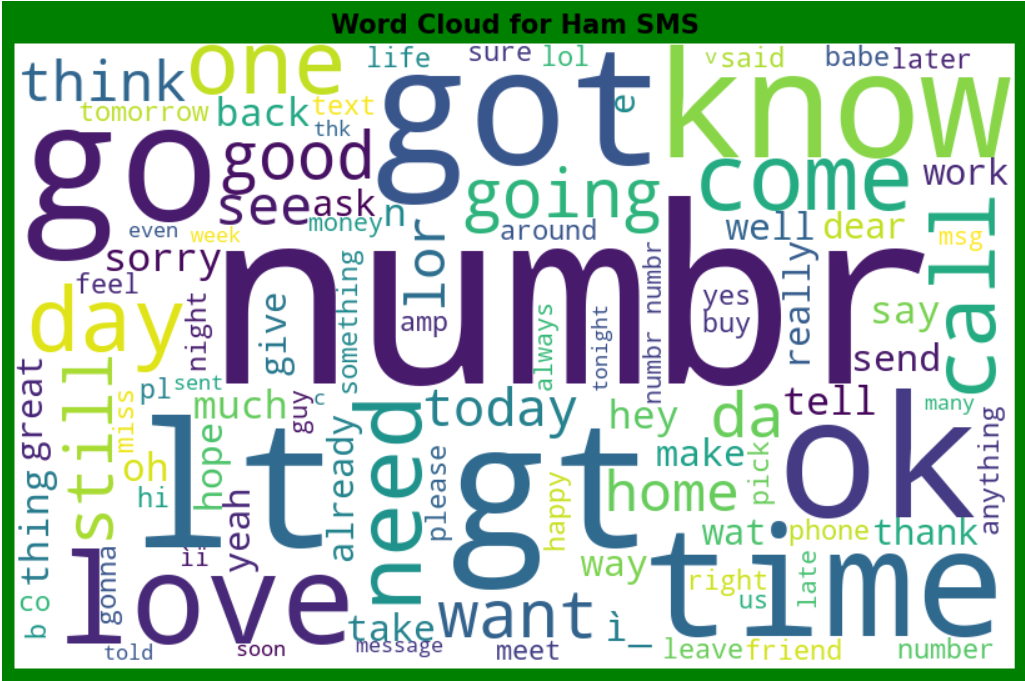 Word Cloud for Ham SMS
think
one
life
sure
lol
got
e
know
v
said
babe
later
tomorrow
back
text
thk
go
good
see
ask
money
n
going
come
work
even
week
sorry
feel
around
well
dear
msg
call
numbr
lor
amp
yes
buy
really
say
send
day
night
give
something
always
tonight
numbr numbr
great
still
miss
pl
sent
much
guy
c
already
need
today
please
hey
da
tell
many
make
pick
ok
anything
oh
hi
hope
lt
gt
happy
home
thing
yeah
ìï
wat
phone
thank
way
right
us
late
time
b
co
gonna
love
take
want
ì_
told
soon
message
meet
leave
friend
number